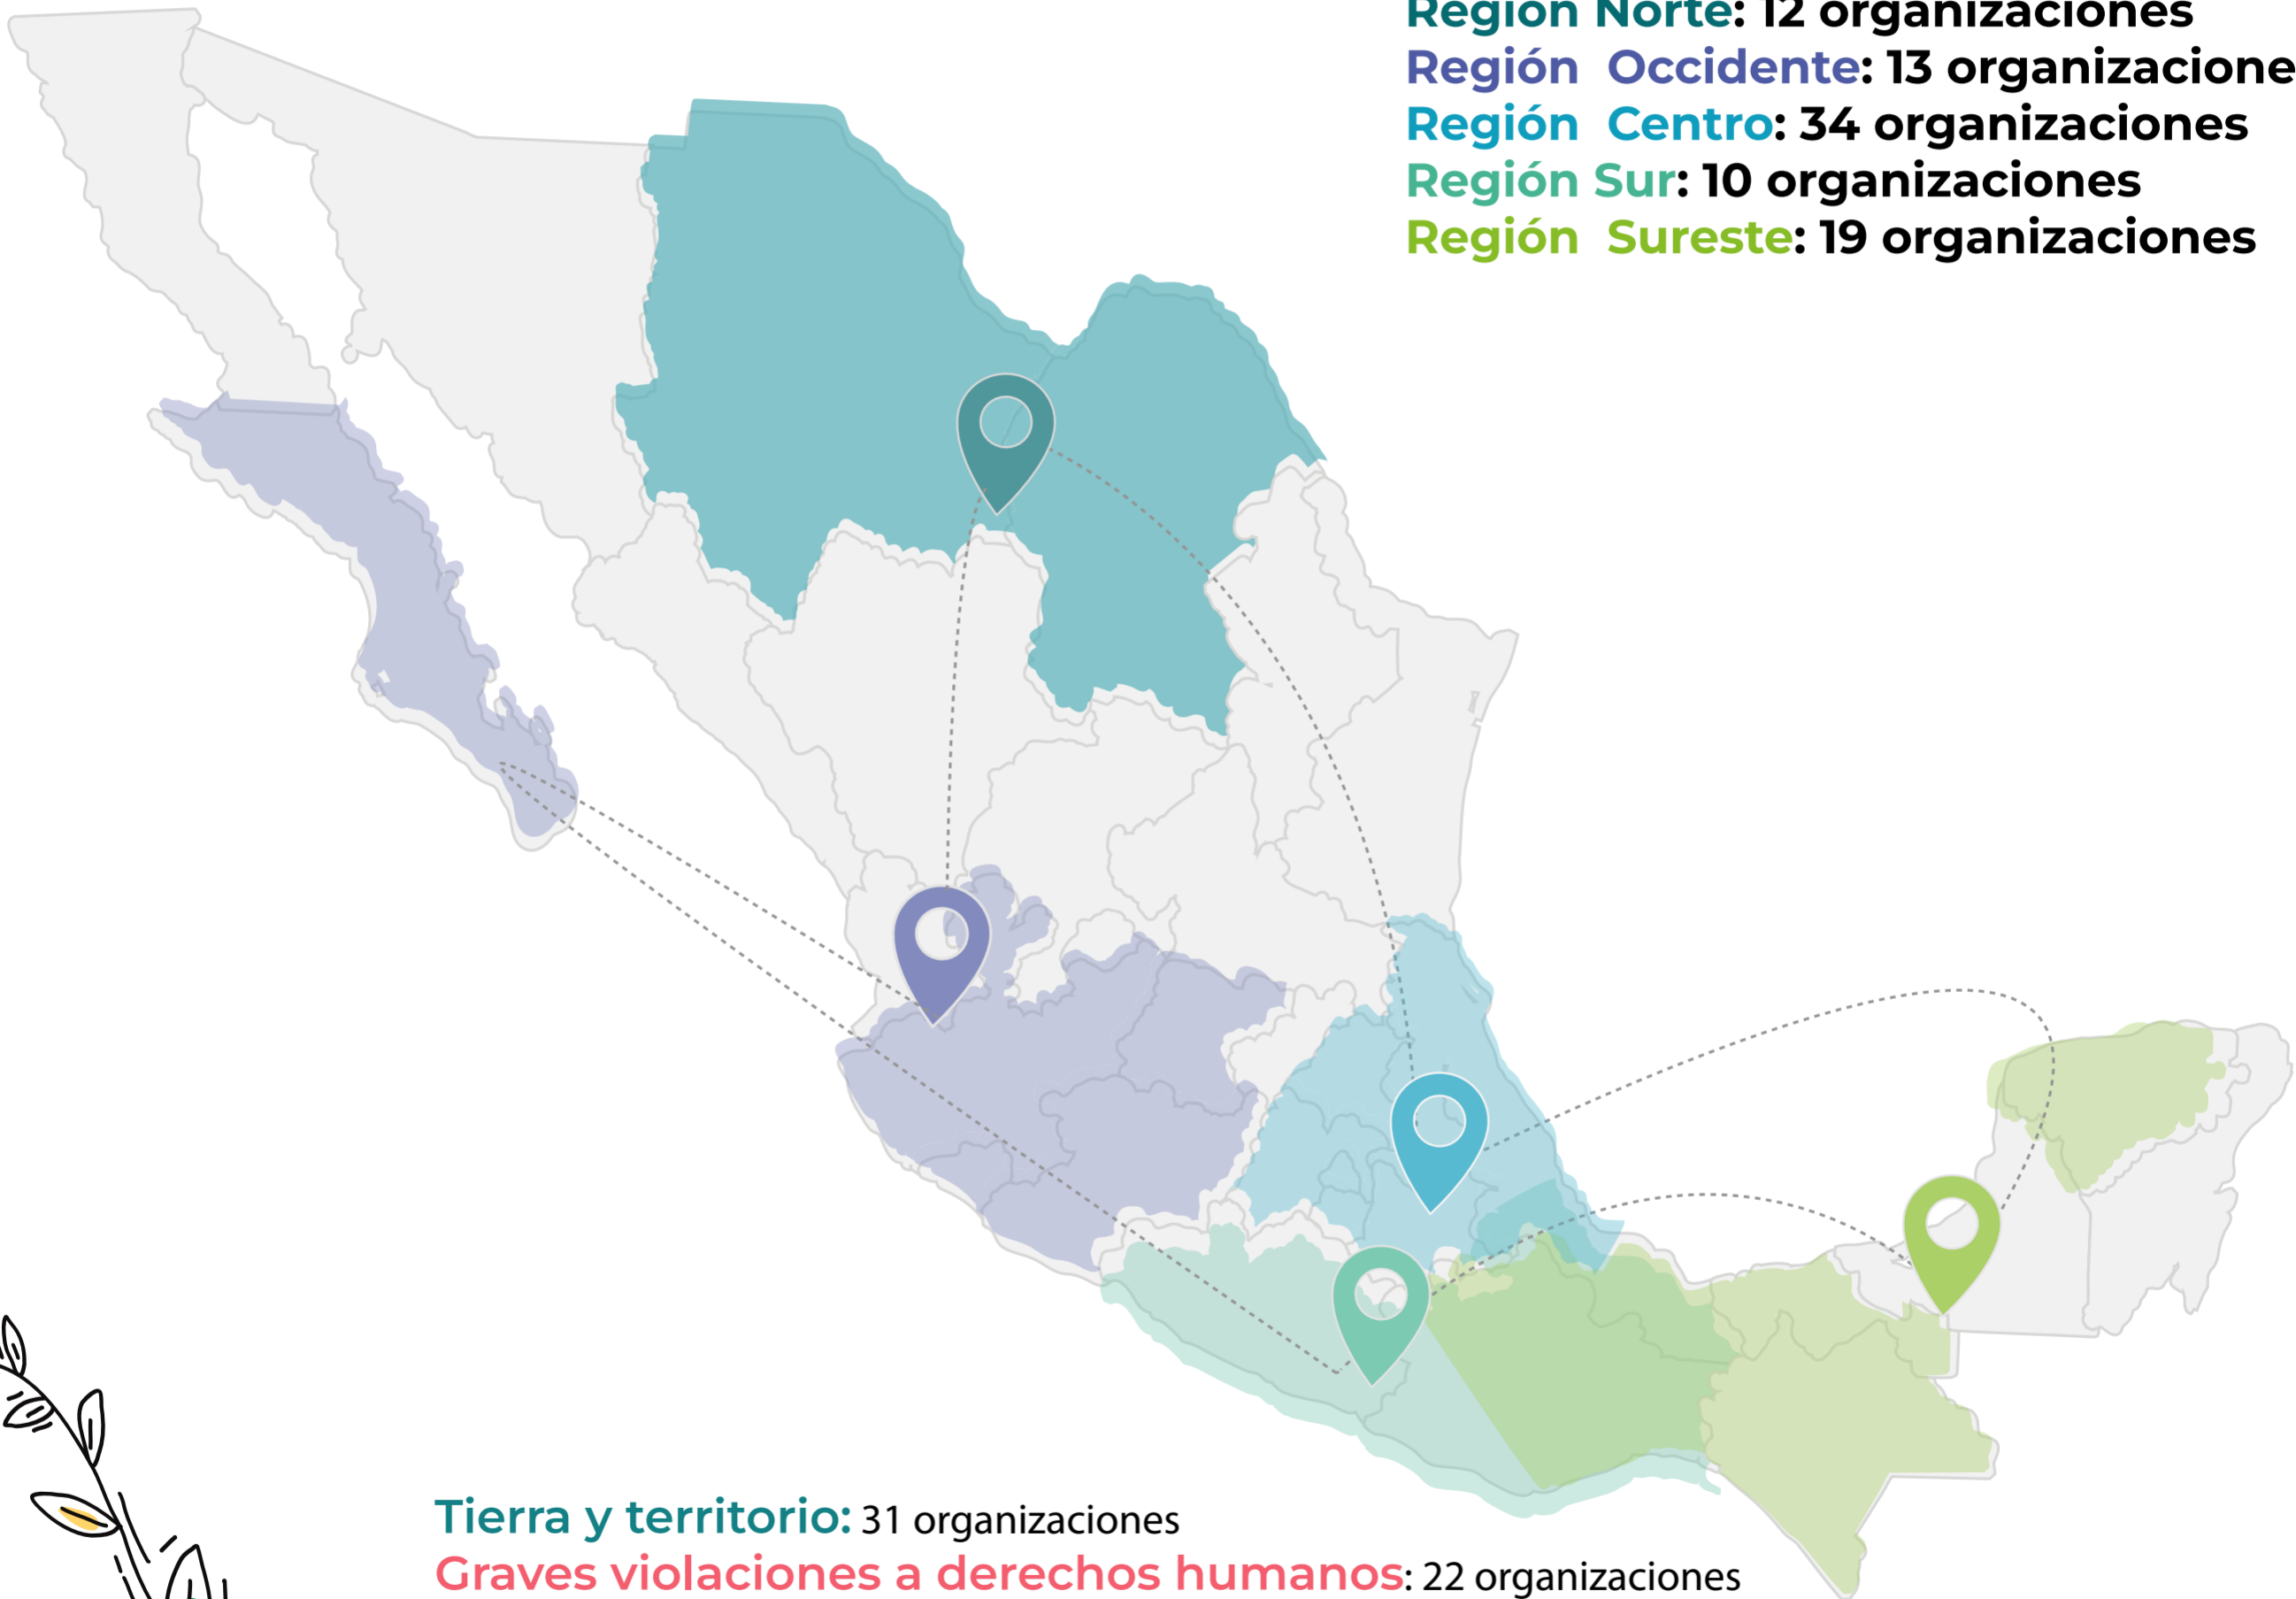 Región Norte: 12 organizaciones
Región Occidente: 13 organizacione
Región Centro: 34 organizaciones
Región Sur: 10 organizaciones
Región Sureste: 19 organizaciones
Tierra y territorio: 31 organizaciones
Graves violaciones a derechos humanos: 22 organizaciones